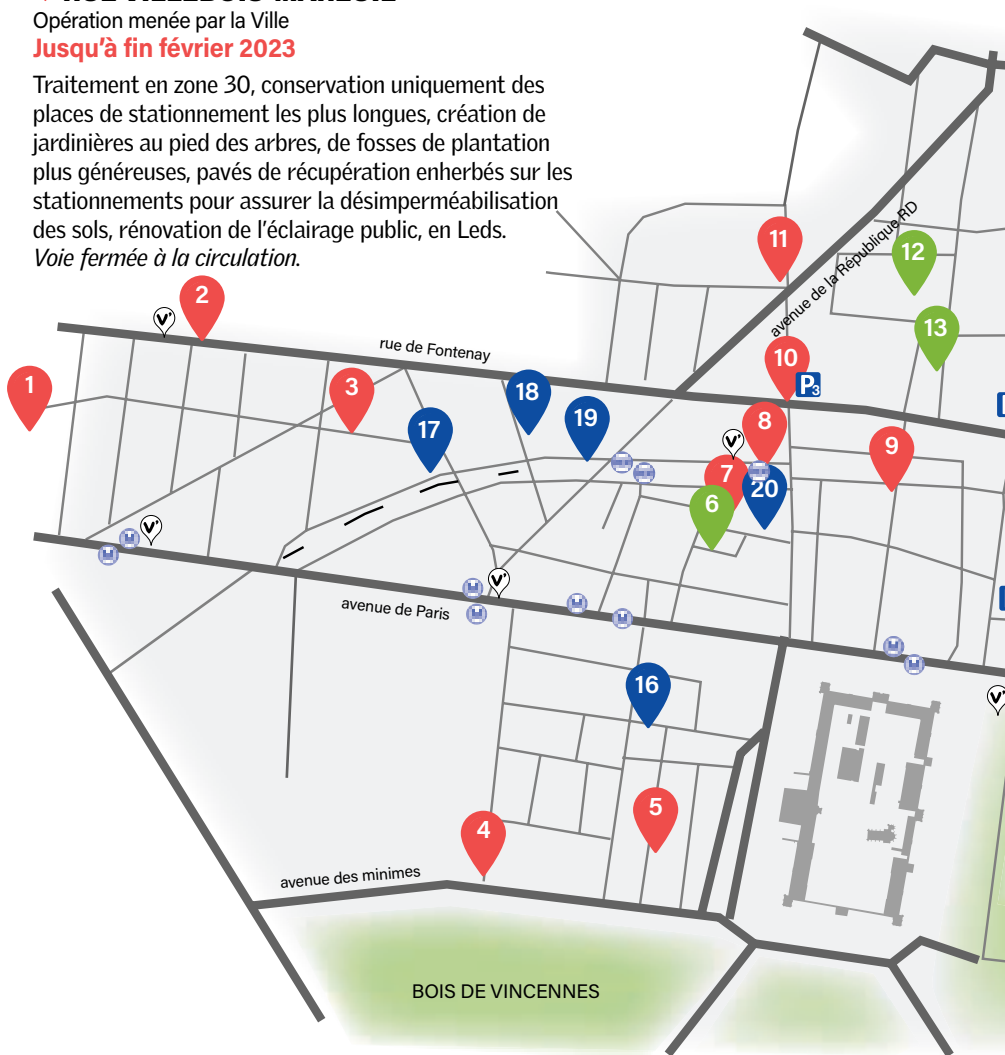 RUE VILLEBOIS-MAREUIL
Opération menée par la Ville
Jusqu'à fin février 2023
Traitement en zone 30, conservation uniquement des
places de stationnement les plus longues, création de
jardinières au pied des arbres, de fosses de plantation
plus généreuses, pavés de récupération enherbés sur les
stationnements pour assurer la désimperméabilisation
des sols, rénovation de l'éclairage public, en Leds.
Voie fermée à la circulation.
11
12
avenue de la République RD
2
V'
13
rue de Fontenay
10
P3
1
3
18
17
19
8
V'
9
7
20
6
V'
V'
avenue de Paris
16
V'
5
4
avenue des minimes
BOIS DE VINCENNES